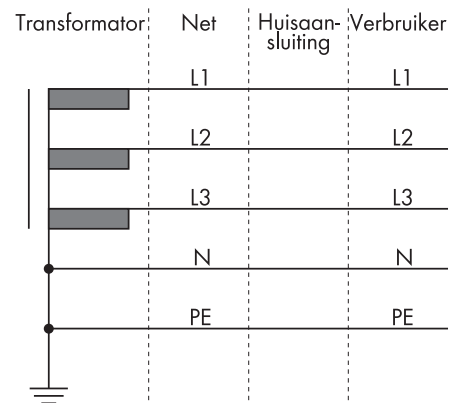 Transformator
Net
Huisaan-
sluiting
Verbruiker
L1
L1
L2
L2
L3
L3
N
N
PE
PE